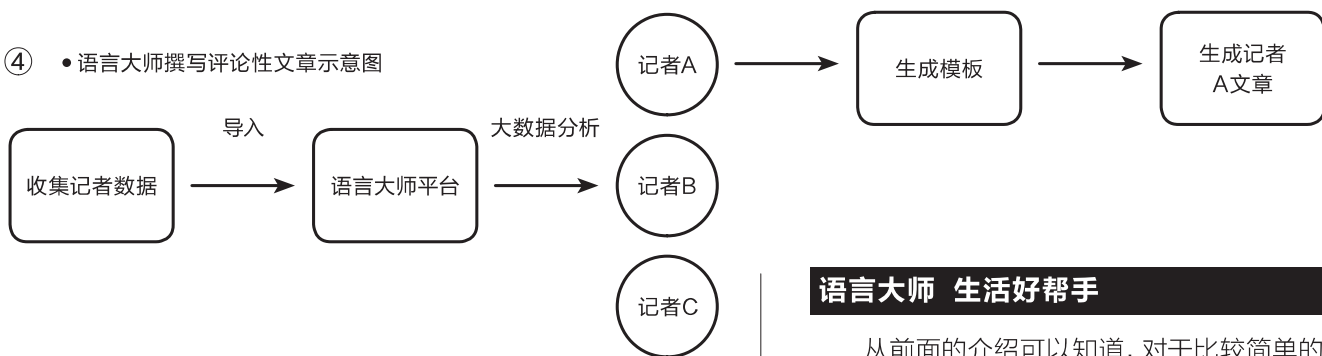 ④ •语言大师撰写评论性文章示意图
收集记者数据
导入
语言大师平台
大数据分析
记者A
生成模板
生成记者
A文章
记者B
记者C
语言大师 生活好帮手
从前面的介绍可以知道，对于比较简单的